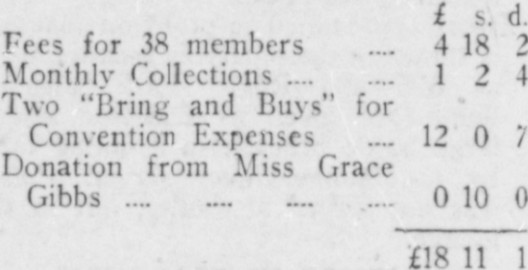 £ s. d.
Fees for 38 members .... 4 18 2
Monthly Collections .... .... 1 2 4
Two "Bring and Buys" for
Convention Expenses .... 12 0 7
Donation from Miss Grace
Gibbs .... .... .... .... 0 10 0
£18 11 1